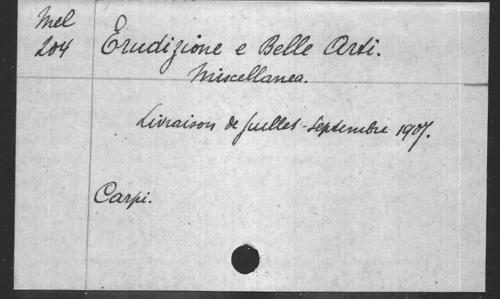 Mel
204
Erudizione e Belle Arti.
Miscellanea.
Livraison de Juillet-Septembre 1907.
Carpi.